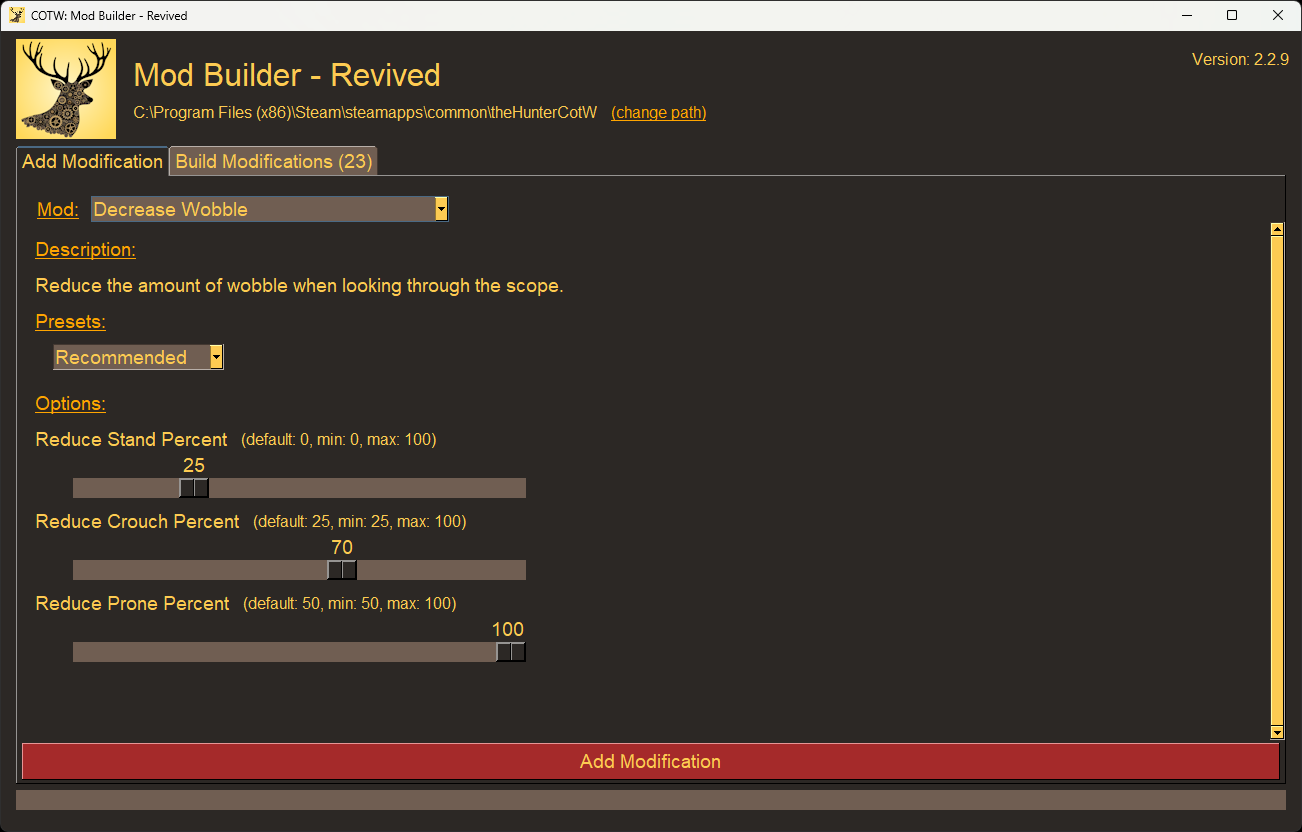 COTW: Mod Builder - Revived
Mod Builder - Revived
Version: 2.2.9
C:\Program Files (x86)\Steam\steamapps\common\theHunterCotW (change path)
Add Modification Build Modifications (23)
Mod: Decrease Wobble
Description:
Reduce the amount of wobble when looking through the scope.
Presets:
Recommended
Options:
Reduce Stand Percent (default: 0, min: 0, max: 100)
25
Reduce Crouch Percent (default: 25, min: 25, max: 100)
70
Reduce Prone Percent (default: 50, min: 50, max: 100)
100
Add Modification